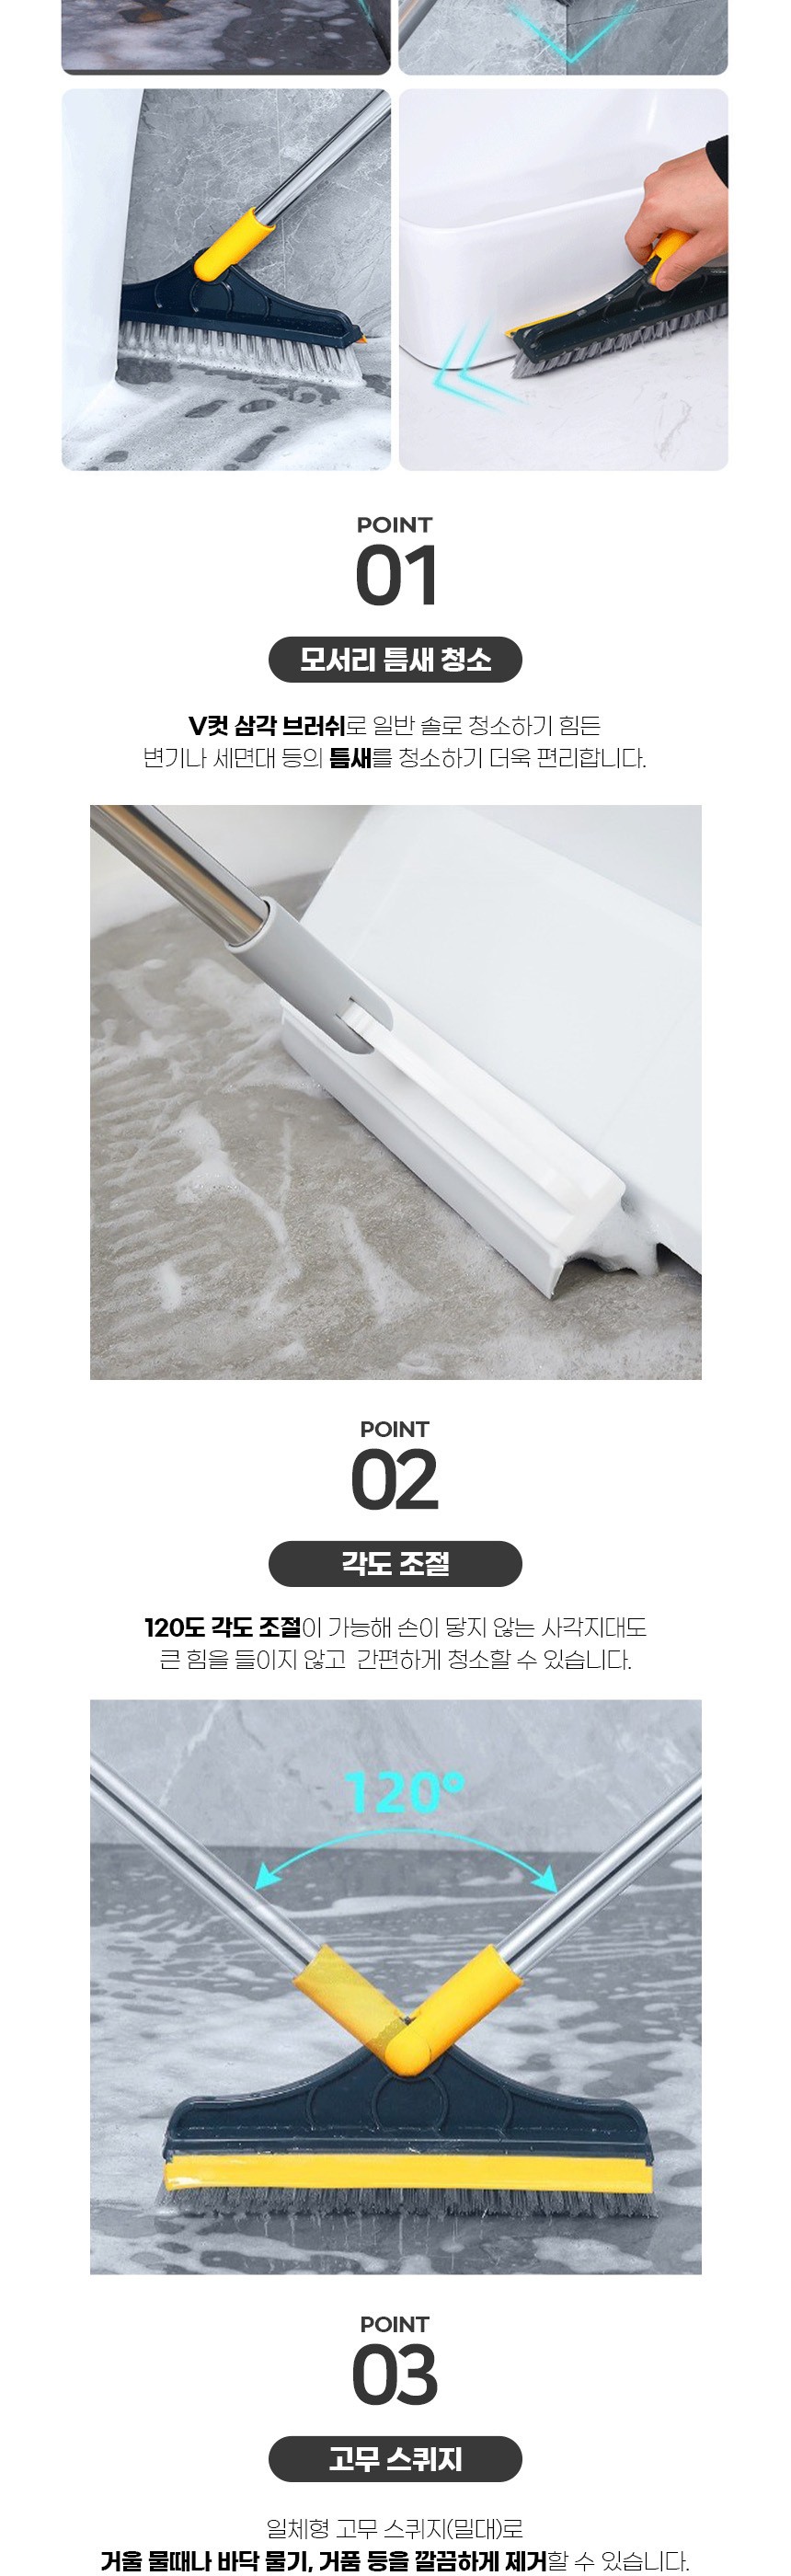 POINT
01
모서리 틈새 청소
V컷 삼각 브러쉬로 일반 솔로 청소하기 힘든
변기나 세면대 등의 틈새를 청소하기 더욱 편리합니다.
POINT
02
각도 조절
120도 각도 조절이 가능해 손이 닿지 않는 사각지대도
큰 힘을 들이지 않고 간편하게 청소할 수 있습니다.
120°
POINT
03
고무 스퀴지
일체형 고무 스퀴지(밀대)로
거울 물때나 바닥 물기, 거품 등을 깔끔하게 제거할 수 있습니다.